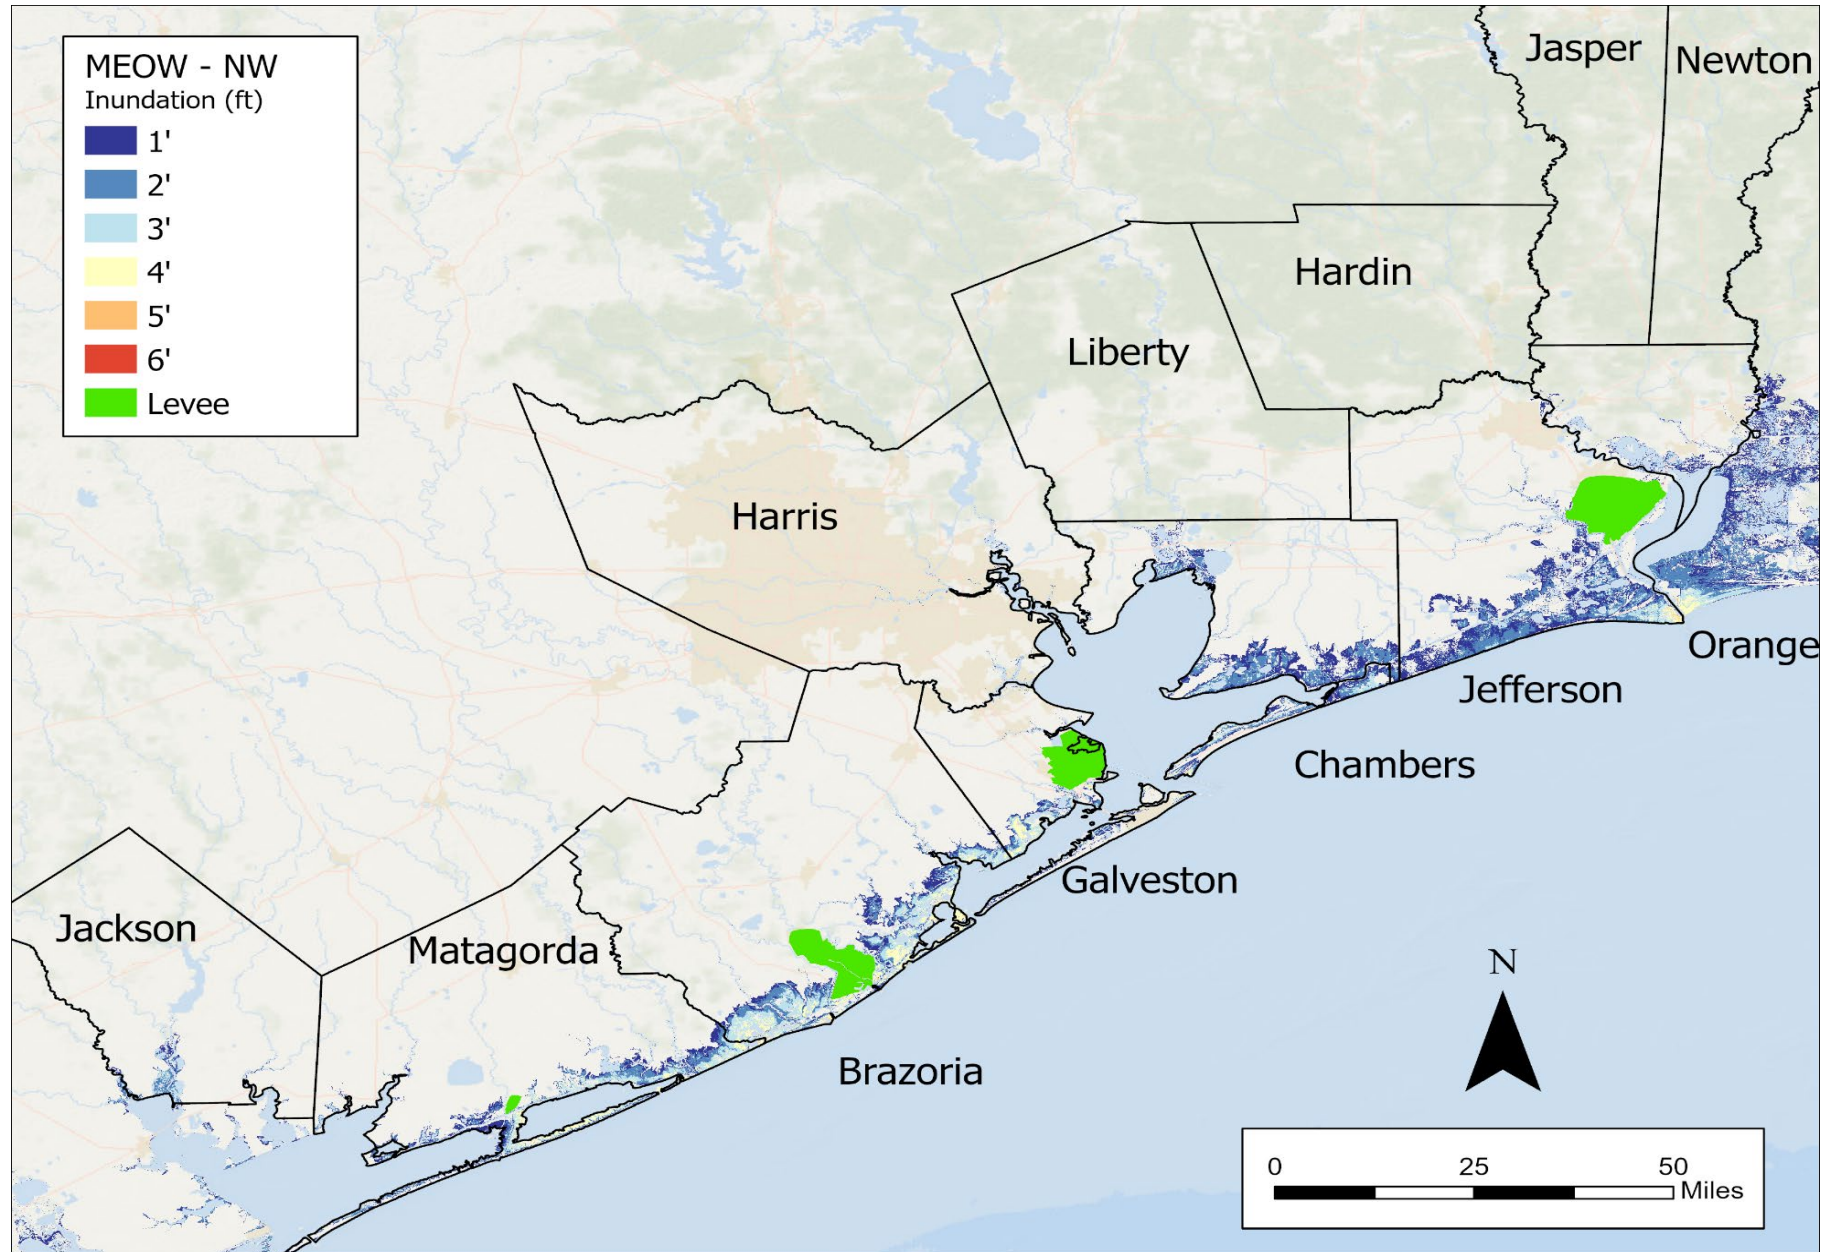 MEOW - NW
Inundation (ft)
1'
2'
3'
4'
5'
6'
Levee
Jasper
Newton
Hardin
Liberty
Harris
Orange
Jefferson
Chambers
Galveston
Jackson
Matagorda
Brazoria
N
0 25 50
Miles